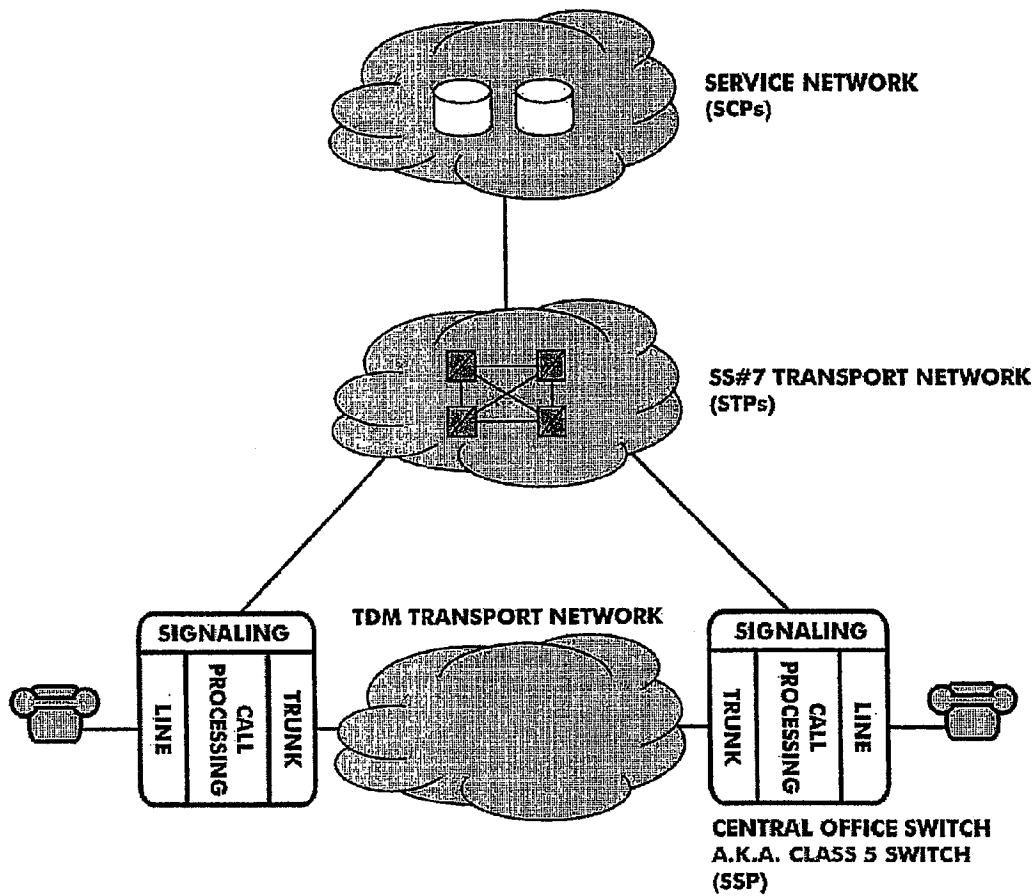 SERVICE NETWORK
(SCPs)
SS#7 TRANSPORT NETWORK
(STPs)
TDM TRANSPORT NETWORK
SIGNALING
LINE
CALL
PROCESSING
TRUNK
SIGNALING
TRUNK
CALL
PROCESSING
LINE
CENTRAL OFFICE SWITCH
A.K.A. CLASS 5 SWITCH
(SSP)